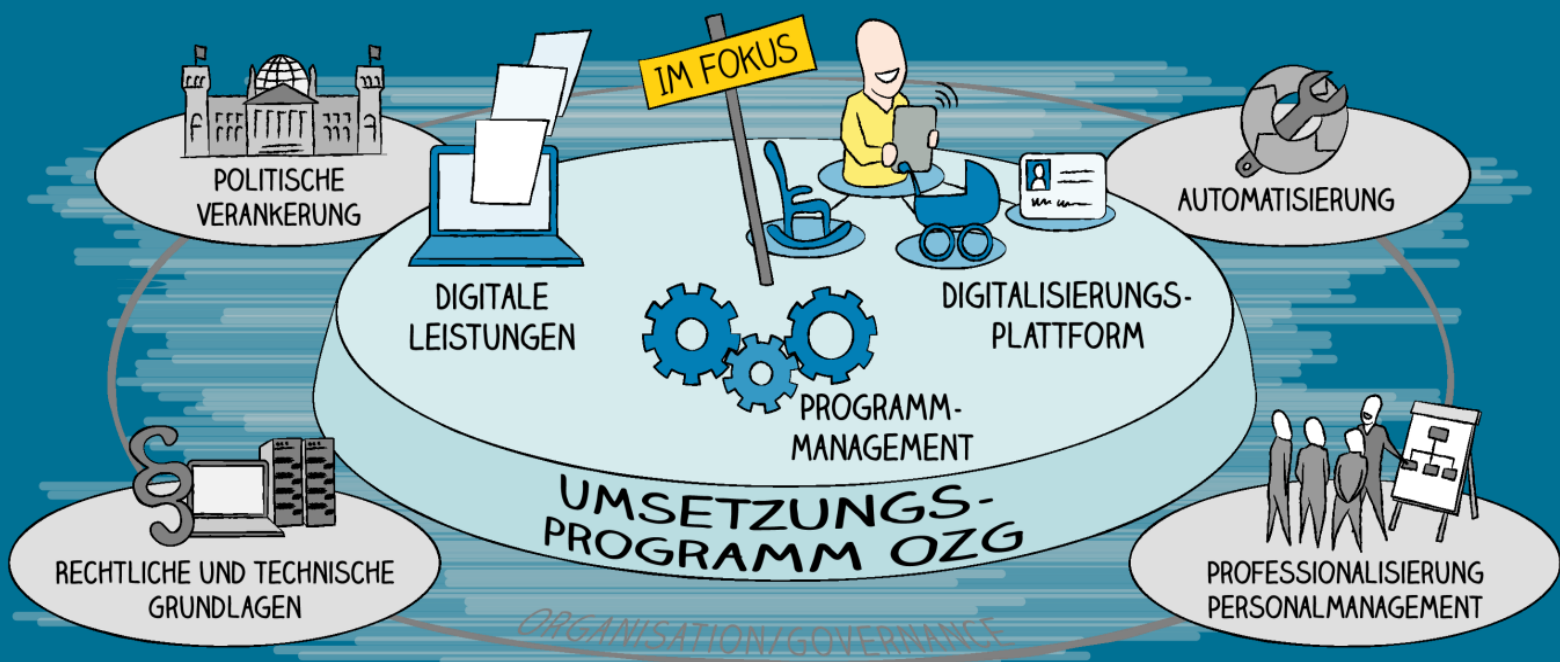 IM FOKUS
POLITISCHE
VERANKERUNG
AUTOMATISIERUNG
DIGITALE
LEISTUNGEN
DIGITALISIERUNGS-
PLATTFORM
PROGRAMM-
MANAGEMENT
UMSETZUNGS-
PROGRAMM OZG
RECHTLICHE UND TECHNISCHE
GRUNDLAGEN
PROFESSIONALISIERUNG
PERSONALMANAGEMENT
ORGANISATION/GOVERNANCE